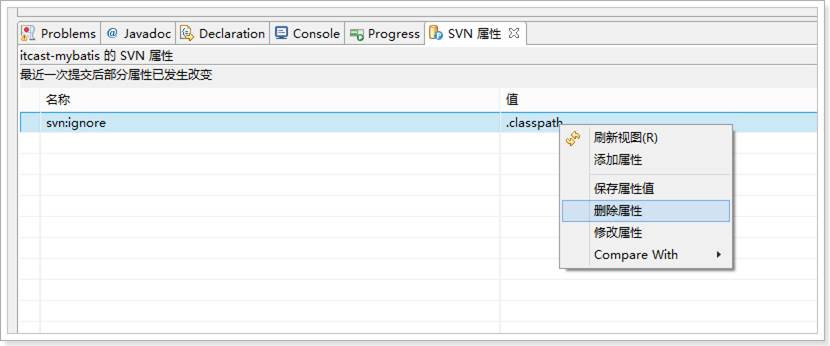 Problems @ Javadoc Declaration Console Progress SVN 属性
itcast-mybatis 的 SVN 属性
最近一次提交后部分属性已发生改变
名称 值
svn:ignore .classpath
刷新视图(R)
添加属性
保存属性值
删除属性
修改属性
Compare With